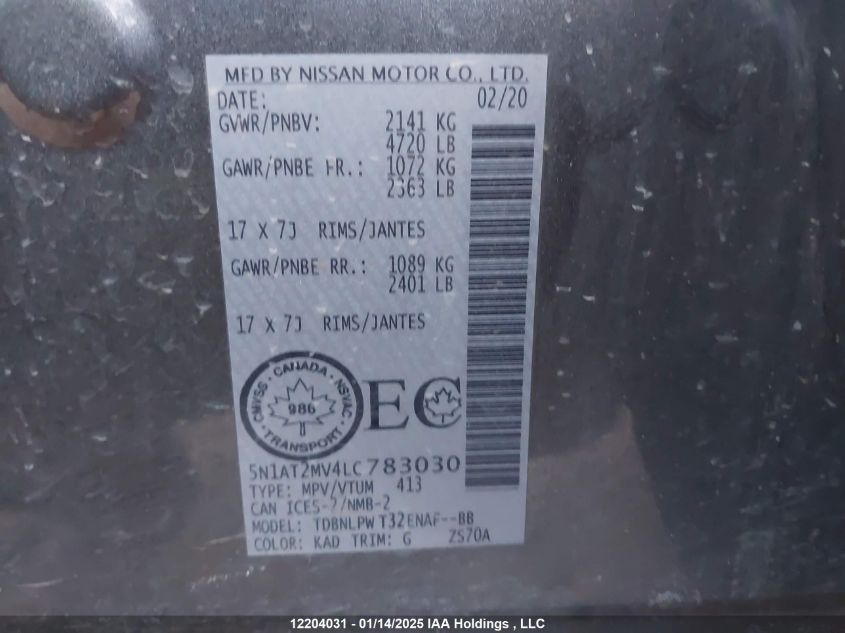 MFD BY NISSAN MOTOR CO., LTD.
DATE: 02/20
GVWR/PNBV: 2141 KG
4720 LB
GAWR/PNBE FR.: 1072 KG
2363 LB
17 X 7J RIMS/JANTES
GAWR/PNBE RR.: 1089 KG
2401 LB
17 X 7J RIMS/JANTES
CANADA · NSVAC · TRANSPORT · CMVSS ·
986
EC
5N1AT2MV4LC783030
TYPE: MPV/VTUM 413
CAN ICES-2/NMB-2
MODEL: TDBNLPW T32ENAF--BB
COLOR: KAD TRIM: G ZS70A
12204031 - 01/14/2025 IAA Holdings , LLC